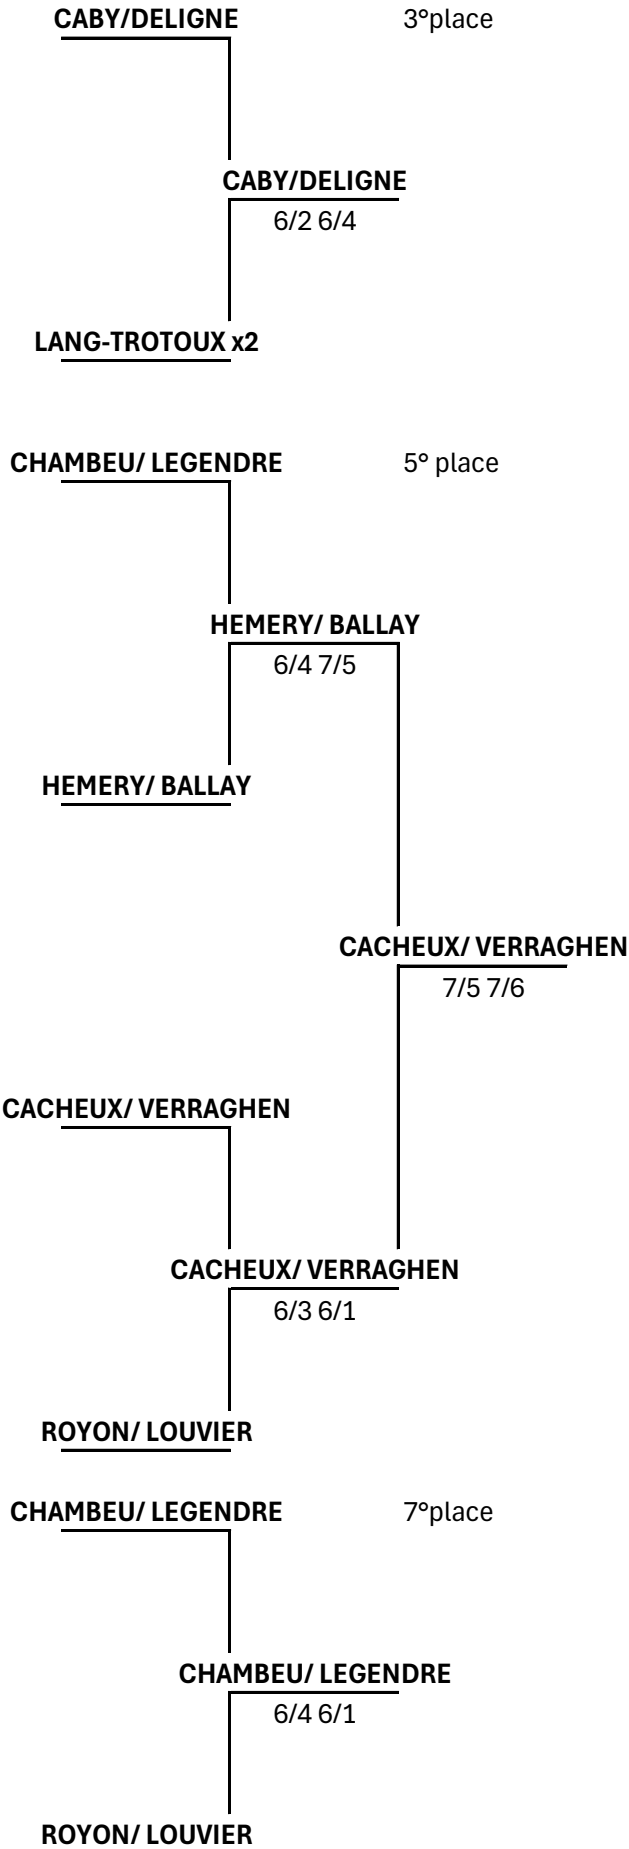 CABY/DELIGNE 3°place
CABY/DELIGNE
6/2 6/4
LANG-TROTOUX x2
CHAMBEU/ LEGENDRE 5° place
HEMERY/ BALLAY
6/4 7/5
HEMERY/ BALLAY
CACHEUX/ VERRAGHEN
7/5 7/6
CACHEUX/ VERRAGHEN
CACHEUX/ VERRAGHEN
6/3 6/1
ROYON/ LOUVIER
CHAMBEU/ LEGENDRE 7°place
CHAMBEU/ LEGENDRE
6/4 6/1
ROYON/ LOUVIER